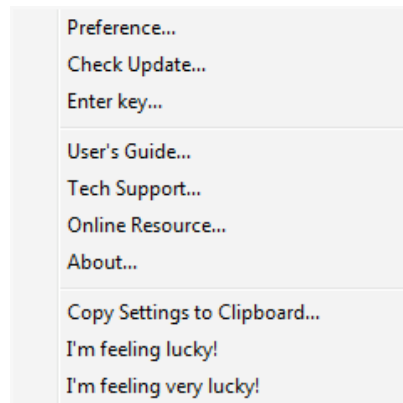 Preference...
Check Update...
Enter key...
User's Guide...
Tech Support...
Online Resource...
About...
Copy Settings to Clipboard...
I'm feeling lucky!
I'm feeling very lucky!